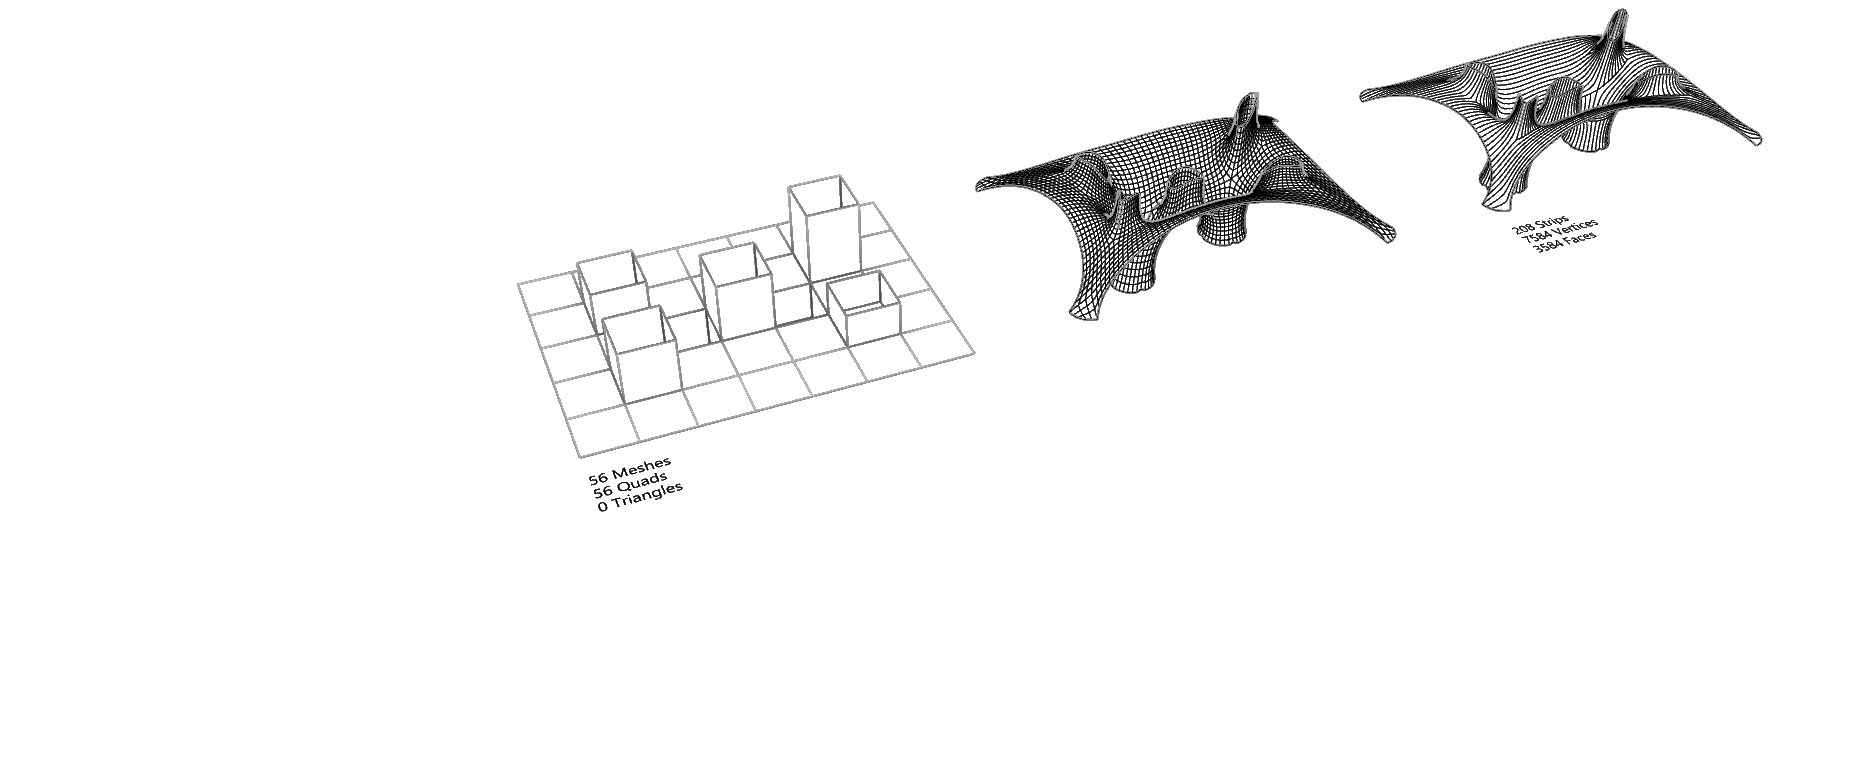 56 Meshes
56 Quads
0 Triangles
208 Strips
7584 Vertices
3584 Faces